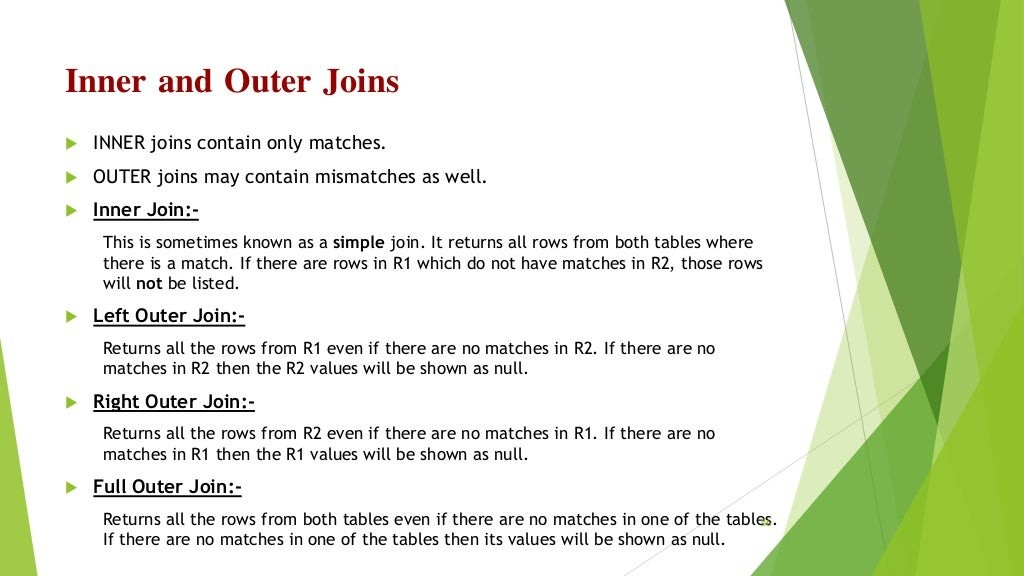 Inner and Outer Joins
INNER joins contain only matches.
OUTER joins may contain mismatches as well.
Inner Join:-
This is sometimes known as a simple join. It returns all rows from both tables where
there is a match. If there are rows in R1 which do not have matches in R2, those rows
will not be listed.
Left Outer Join:-
Returns all the rows from R1 even if there are no matches in R2. If there are no
matches in R2 then the R2 values will be shown as null.
Right Outer Join:-
Returns all the rows from R2 even if there are no matches in R1. If there are no
matches in R1 then the R1 values will be shown as null.
Full Outer Join:-
Returns all the rows from both tables even if there are no matches in one of the tables.
If there are no matches in one of the tables then its values will be shown as null.